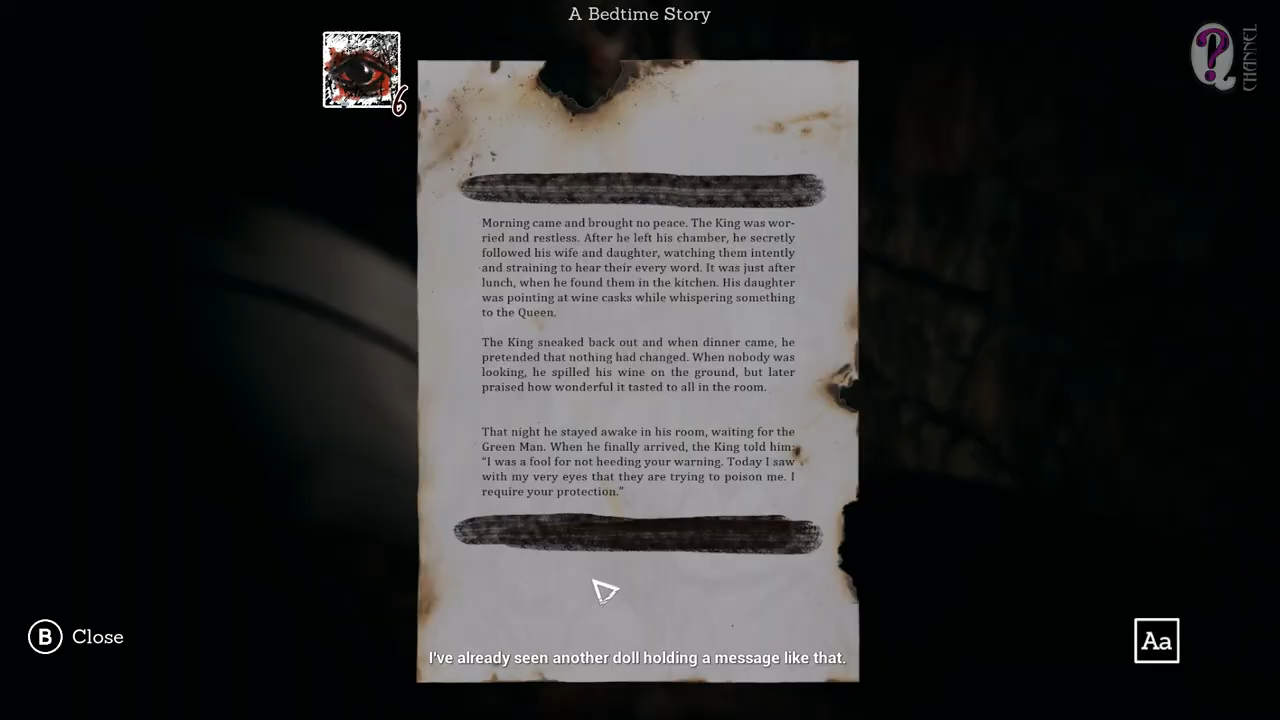 A Bedtime Story
6
?
CHANNEL
Morning came and brought no peace. The King was wor-
ried and restless. After he left his chamber, he secretly
followed his wife and daughter, watching them intently
and straining to hear their every word. It was just after
lunch, when he found them in the kitchen. His daughter
was pointing at wine casks while whispering something
to the Queen.
The King sneaked back out and when dinner came, he
pretended that nothing had changed. When nobody was
looking, he spilled his wine on the ground, but later
praised how wonderful it tasted to all in the room.
That night he stayed awake in his room, waiting for the
Green Man. When he finally arrived, the King told him:
“I was a fool for not heeding your warning. Today I saw
with my very eyes that they are trying to poison me. I
require your protection.”
B Close
Aa
I've already seen another doll holding a message like that.